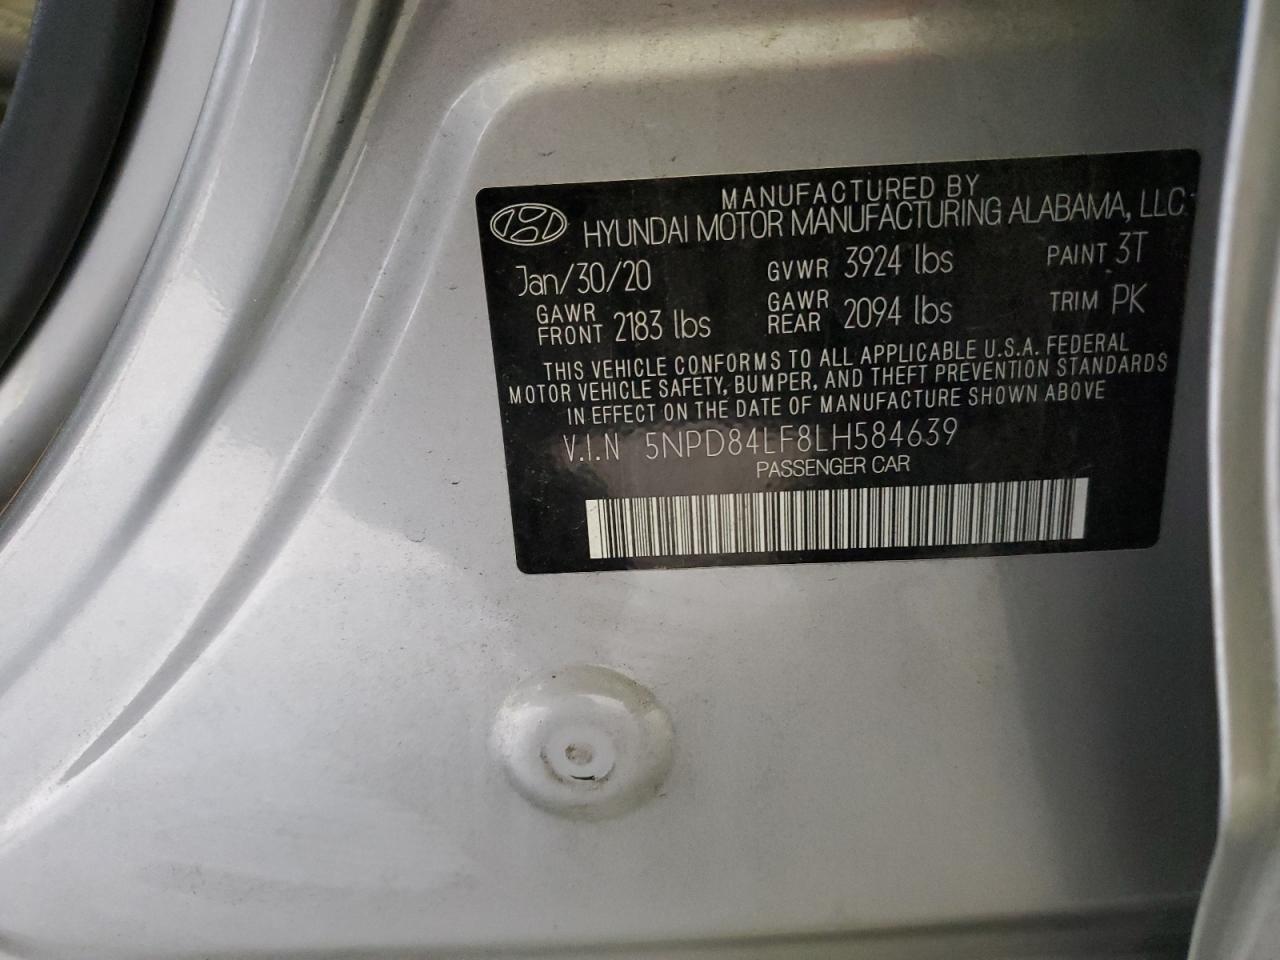 MANUFACTURED BY
HYUNDAI MOTOR MANUFACTURING ALABAMA, LLC.
Jan/30/20 GVWR 3924 lbs PAINT 3T
GAWR FRONT 2183 lbs GAWR REAR 2094 lbs TRIM PK
THIS VEHICLE CONFORMS TO ALL APPLICABLE U.S.A. FEDERAL
MOTOR VEHICLE SAFETY, BUMPER, AND THEFT PREVENTION STANDARDS
IN EFFECT ON THE DATE OF MANUFACTURE SHOWN ABOVE
V.I.N 5NPD84LF8LH584639
PASSENGER CAR